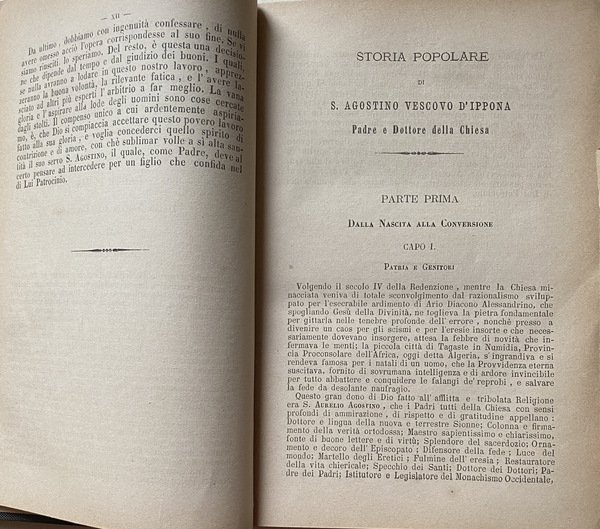 — XII —
Da ultimo, dobbiamo con ingenuità confessare, di nulla
avere omesso acciò l'opera corrispondesse al suo fine. Se vi
siamo riusciti, lo speriamo. Del resto, è questa una decisio-
ne che dipende dal tempo e dal giudizio dei buoni. I quali,
se nulla avranno a lodare in questo nostro lavoro, apprez-
zeranno la buona volontà, la rilevante fatica, e l'avere la-
sciato ad altri più esperti l'arbitrio a far meglio. La vana
gloria e l'aspirare alla lode degli uomini sono cose cercate
dagli stolti. Il compenso unico a cui ardentemente aspiria-
mo, è, che Dio si compiaccia accettare questo povero lavoro
fatto alla sua gloria, e voglia concederci quello spirito di
contrizione e di amore, con chè sublimar volle a sì alta san-
tità il suo servo S. AGOSTINO, il quale, come Padre, deve al
certo pensare ad intercedere per un figlio che confida nel
di Lui Patrocinio.
STORIA POPOLARE
DI
S. AGOSTINO VESCOVO D'IPPONA
Padre e Dottore della Chiesa
PARTE PRIMA
DALLA NASCITA ALLA CONVERSIONE
CAPO I.
PATRIA E GENITORI
Volgendo il secolo IV della Redenzione, mentre la Chiesa mi-
nacciata veniva di totale sconvolgimento dal razionalismo svilup-
pato per l'esecrabile ardimento di Ario Diacono Alessandrino, che
spogliando Gesù della Divinità, ne toglieva la pietra fondamentale
per gittarla nelle tenebre profonde dell'errore, nonchè presso a
divenire un caos per gli scismi e per l'eresie insorte e che neces-
sariamente dovevano insorgere, attesa la febbre di novità che in-
fermava le menti; la piccola città di Tagaste in Numidia, Provin-
cia Proconsolare dell'Africa, oggi detta Algeria, s'ingrandiva e si
rendeva famosa per i natali di un uomo, che la Provvidenza eterna
suscitava, fornito di sovrumana intelligenza e di ardore invincibile
per tutto abbattere e conquidere le falangi de'reprobi, e salvare
la fede da desolante naufragio.
Questo gran dono di Dio fatto all'afflitta e tribolata Religione
era S. AURELIO AGOSTINO, che i Padri tutti della Chiesa con sensi
profondi di ammirazione, di rispetto e di gratitudine appellano:
Dottore e lingua della nuova e terrestre Sionne; Colonna e firma-
mento della verità ortodossa; Maestro sapientissimo e chiarissimo,
fonte di buone lettere e di virtù; Splendore del sacerdozio; Orna-
mento e decoro dell'Episcopato; Difensore della fede; Luce del
mondo; Martello degli Eretici; Fulmine dell'eresia; Restauratore
della vita chiericale; Specchio dei Santi; Dottore dei Dottori; Pa-
dre dei Padri; Istitutore e Legislatore del Monachismo Occidentale,